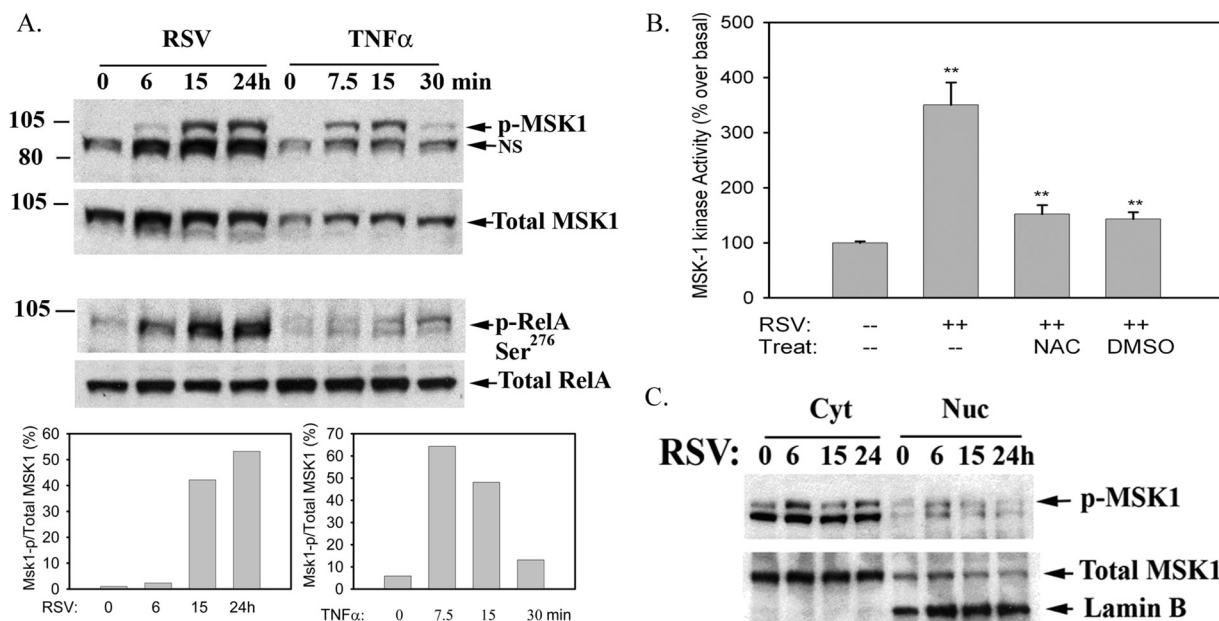 A.
RSV TNFα
0 6 15 24h 0 7.5 15 30 min
105
p-MSK1
NS
80
105
Total MSK1
105
p-RelA
Ser276
Total RelA
Msk1-p/Total MSK1 (%)
60
50
40
30
20
10
0
RSV: 0 6 15 24h
Msk1-p/Total MSK1 (%)
70
60
50
40
30
20
10
0
TNFα: 0 7.5 15 30 min
B.
MSK-1 kinase Activity (% over basal)
500
400
300
200
100
0
** ** **
RSV: -- ++ ++ ++
Treat: -- -- NAC DMSO
C.
Cyt Nuc
RSV: 0 6 15 24 0 6 15 24h
p-MSK1
Total MSK1
Lamin B